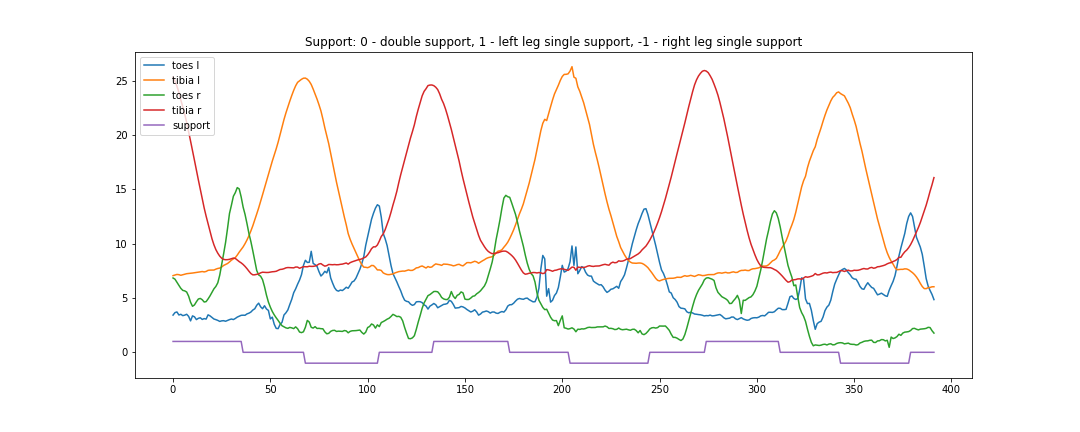 Support: 0 - double support, 1 - left leg single support, -1 - right leg single support
toes l
tibia l
toes r
tibia r
support
25
20
15
10
5
0
0 50 100 150 200 250 300 350 400